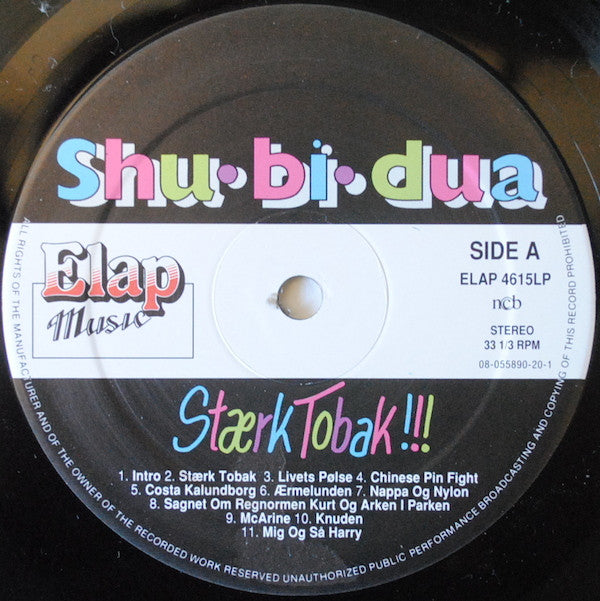 Shu•bi•dua
Elap
Music
SIDE A
ELAP 4615LP
ncb
STEREO
33 1/3 RPM
08-055890-20-1
Stærk Tobak!!!
1. Intro 2. Stærk Tobak 3. Livets Pølse 4. Chinese Pin Fight
5. Costa Kalundborg 6. Ærmelunden 7. Nappa Og Nylon
8. Sagnet Om Regnormen Kurt Og Arken I Parken
9. McArine 10. Knuden
11. Mig Og Så Harry
ALL RIGHTS OF THE MANUFACTURER AND OF THE OWNER OF THE RECORDED WORK RESERVED UNAUTHORIZED PUBLIC PERFORMANCE BROADCASTING AND COPYING OF THIS RECORD PROHIBITED